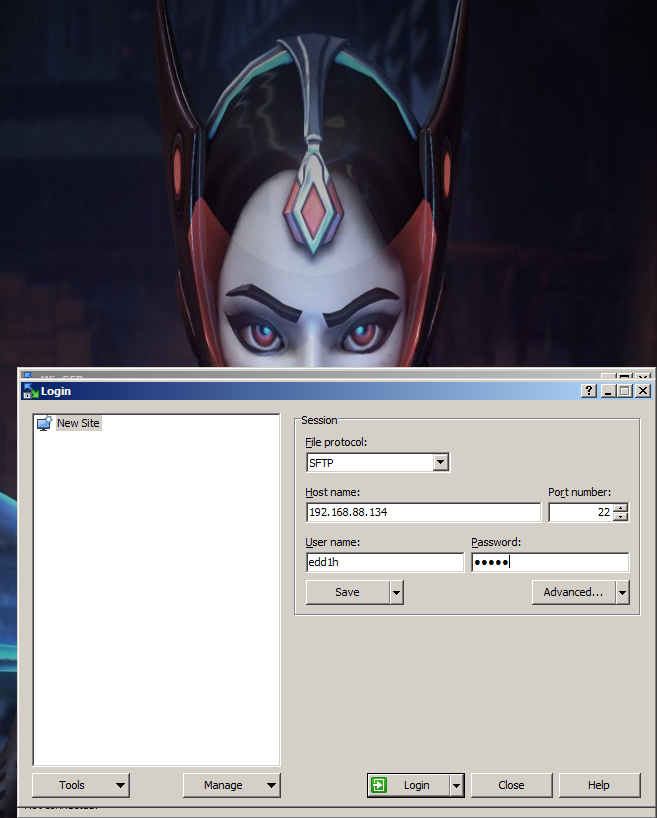 Login
New Site
Session
File protocol:
SFTP
Host name:
Port number:
192.168.88.134
22
User name:
Password:
edd1h
Save
Advanced...
Tools
Manage
Login
Close
Help